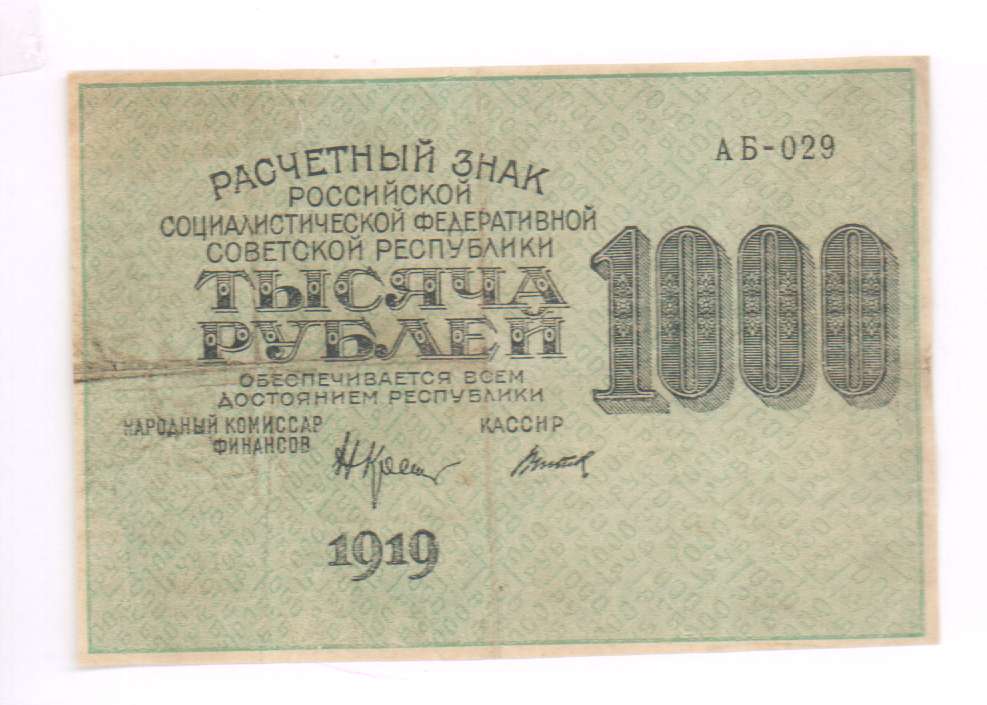 АБ-029
РАСЧЕТНЫЙ ЗНАК
РОССИЙСКОЙ
СОЦИАЛИСТИЧЕСКОЙ ФЕДЕРАТИВНОЙ
СОВЕТСКОЙ РЕСПУБЛИКИ
ТЫСЯЧА
РУБЛЕЙ
1000
ОБЕСПЕЧИВАЕТСЯ ВСЕМ
ДОСТОЯНИЕМ РЕСПУБЛИКИ
НАРОДНЫЙ КОМИССАР
ФИНАНСОВ
КАССИР
1919